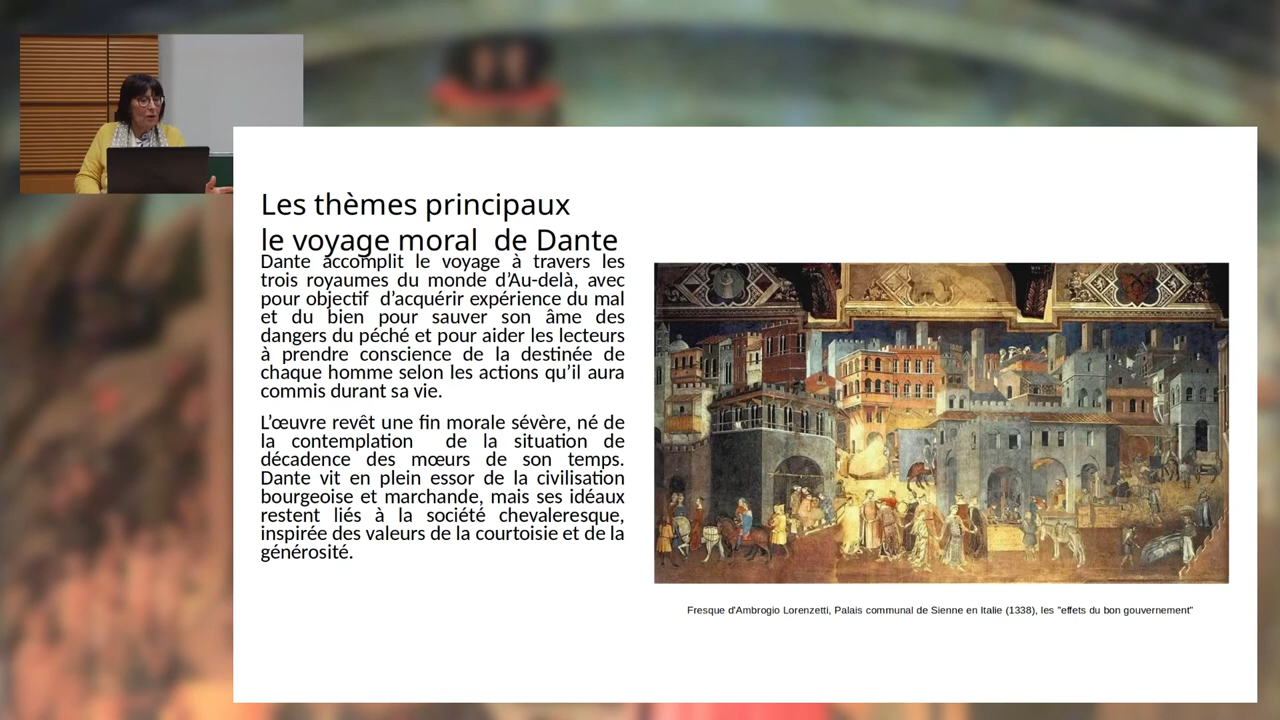 Les thèmes principaux
le voyage moral de Dante
Dante accomplit le voyage à travers les
trois royaumes du monde d’Au-delà, avec
pour objectif d’acquérir expérience du mal
et du bien pour sauver son âme des
dangers du péché et pour aider les lecteurs
à prendre conscience de la destinée de
chaque homme selon les actions qu’il aura
commis durant sa vie.
L’œuvre revêt une fin morale sévère, né de
la contemplation de la situation de
décadence des mœurs de son temps.
Dante vit en plein essor de la civilisation
bourgeoise et marchande, mais ses idéaux
restent liés à la société chevaleresque,
inspirée des valeurs de la courtoisie et de la
générosité.
Fresque d'Ambrogio Lorenzetti, Palais communal de Sienne en Italie (1338), les "effets du bon gouvernement"